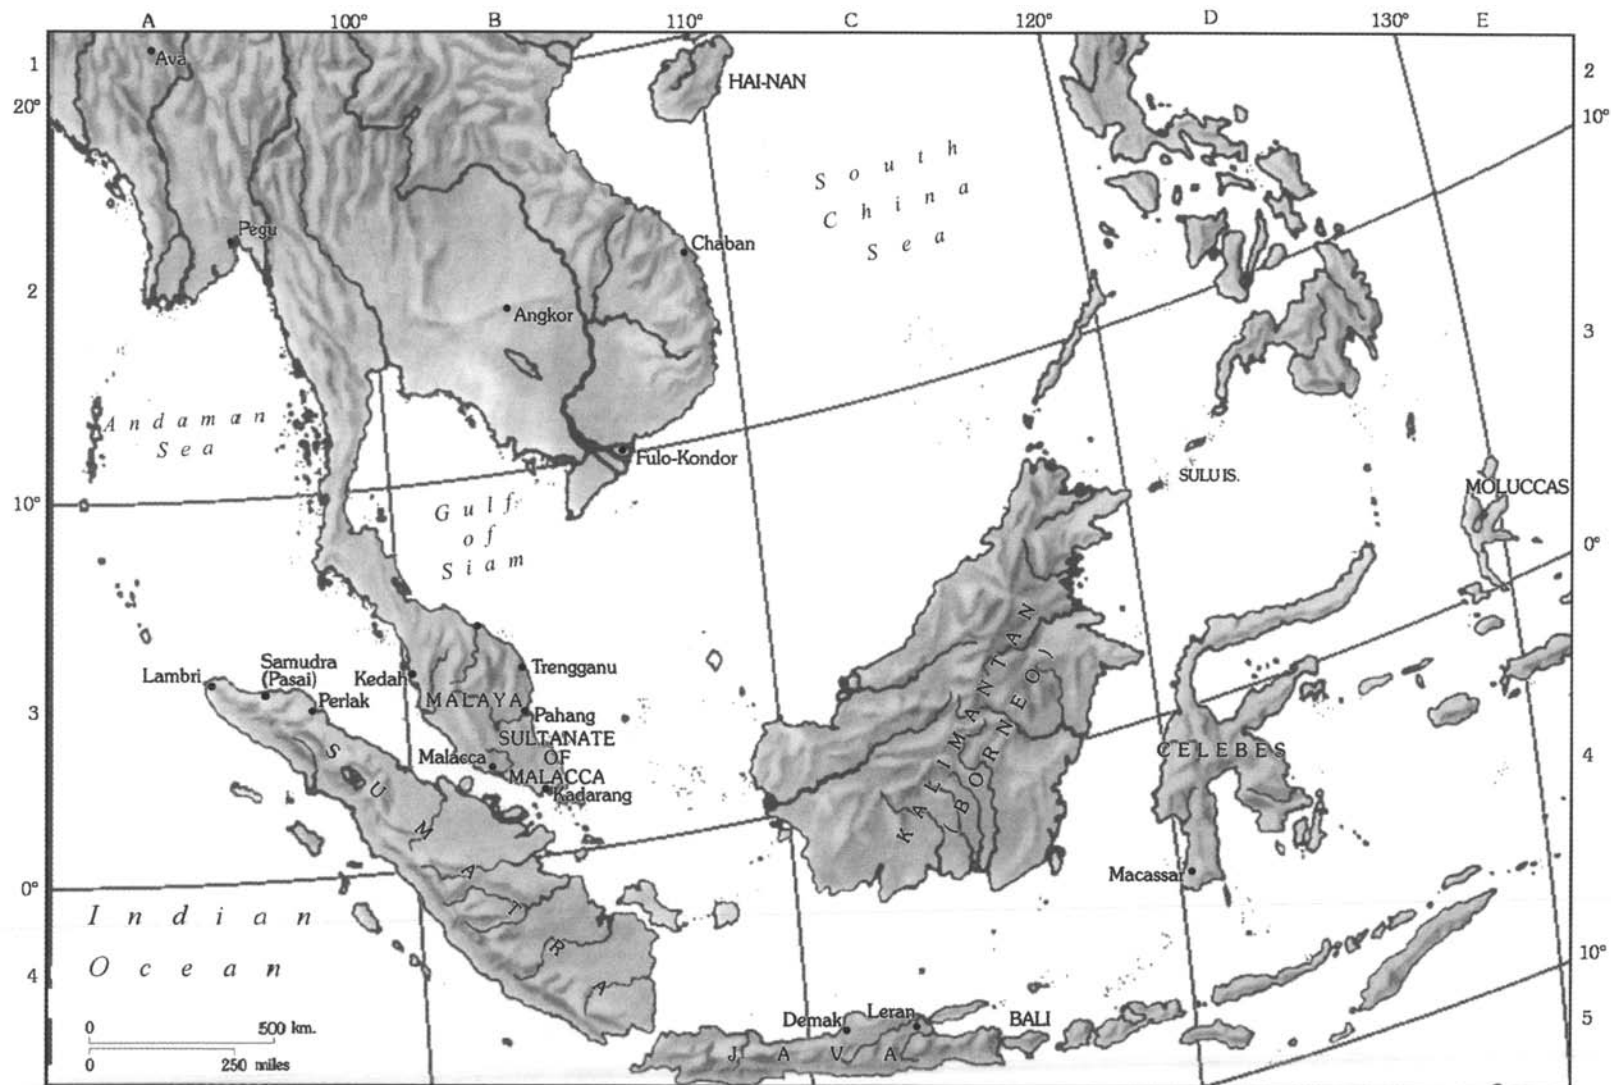 A 100° B 110° C 120° D 130° E
1
20°
2
3
0°
4
2
10°
3
0°
4
10°
5
10°
Ava
HAI-NAN
South
China
Sea
Pegu
Chaban
Angkor
Andaman
Sea
Fulo-Kondor
Gulf
of
Siam
SULU IS.
MOLUCCAS
Lambri
Samudra
(Pasai)
Perlak
Kedah
Trengganu
MALAYA
Pahang
SULTANATE
OF
MALACCA
Malacca
Kadarang
SUMATRA
KALIMANTAN
(BORNEO)
CELEBES
Macassar
Indian
Ocean
0 500 km.
0 250 miles
Demak
Leran
BALI
JAVA